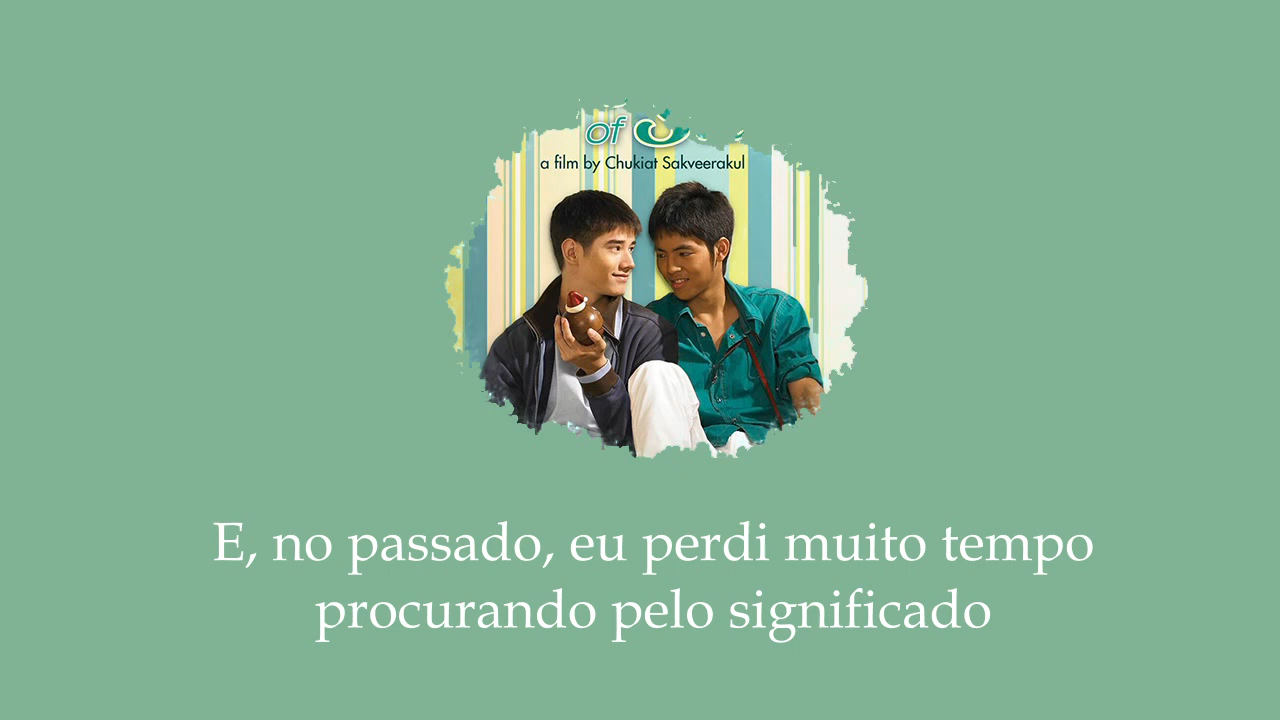 of
a film by Chukiat Sakveerakul
E, no passado, eu perdi muito tempo
procurando pelo significado